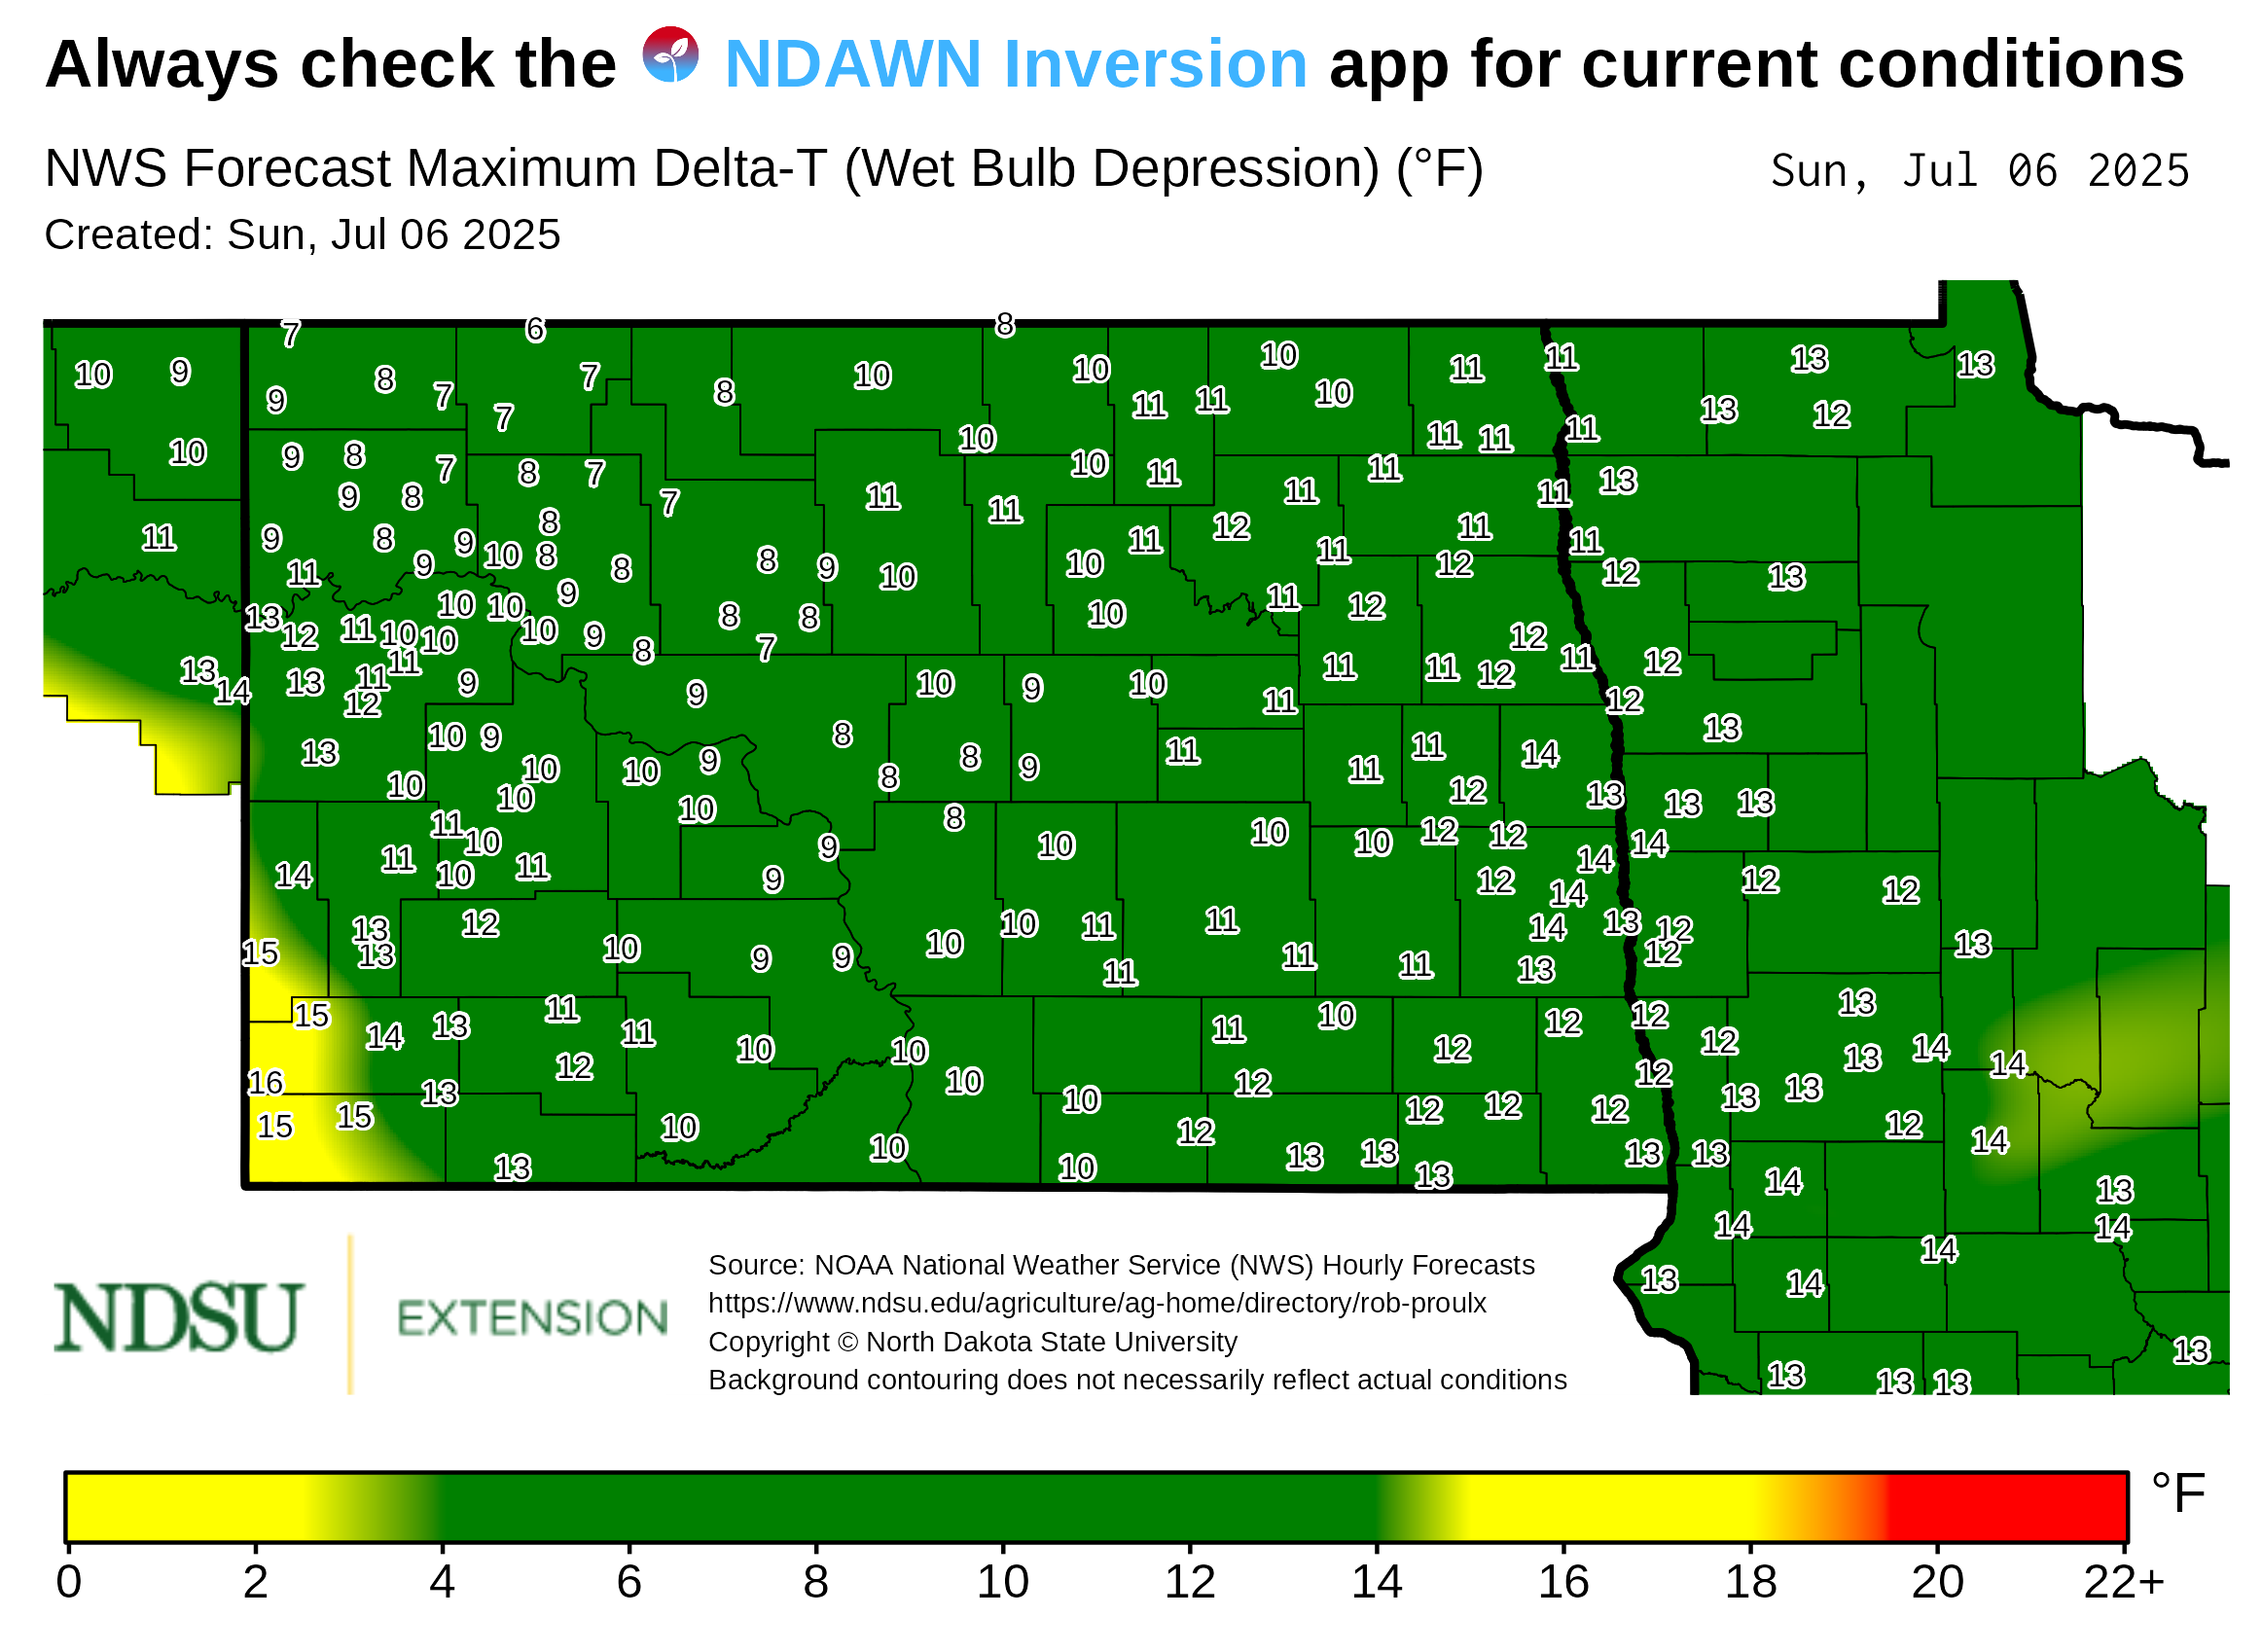 Always check the NDAWN Inversion app for current conditions
NWS Forecast Maximum Delta-T (Wet Bulb Depression) (°F) Sun, Jul 06 2025
Created: Sun, Jul 06 2025
7 6 8
10 9 9 8 7 7 7 8 10 10 10 10 11 11 13 13
11 11 13 12
10 9 8 7 8 7 7 10 10 11 11 11 11 11
9 8 11 11 11 11 11 13
11 9 8 9 8 8 11 12 11 11
11 9 10 8 8 9 10 10 11 12 12 13
13 12 11 10 10 10 10 10 9 9 8 8 8 7 10 11 12 12
13 14 13 11 11 12 9 9 10 9 10 11 11 11 12 11 12 12
13 10 9 10 10 9 8 8 8 9 11 11 11 14 13
10 10 10 8 12 13 13 13
14 11 11 10 10 11 9 9 10 10 10 12 12 14 14
12 14 12 12
15 13 13 12 10 9 9 10 10 11 11 11 14 13 12 12 13
11 11 13
15 14 13 11 11 10 10 11 10 12 12 12 12 13 14
16 13 12 10 12 12 13 13 14
15 15 10 10 12 12 12 12 13 12
13 10 10 13 13 13 13 13 14 14
13 14 14 14
13 14 13
13 13 13
NDSU EXTENSION
Source: NOAA National Weather Service (NWS) Hourly Forecasts
https://www.ndsu.edu/agriculture/ag-home/directory/rob-proulx
Copyright © North Dakota State University
Background contouring does not necessarily reflect actual conditions
°F
0 2 4 6 8 10 12 14 16 18 20 22+